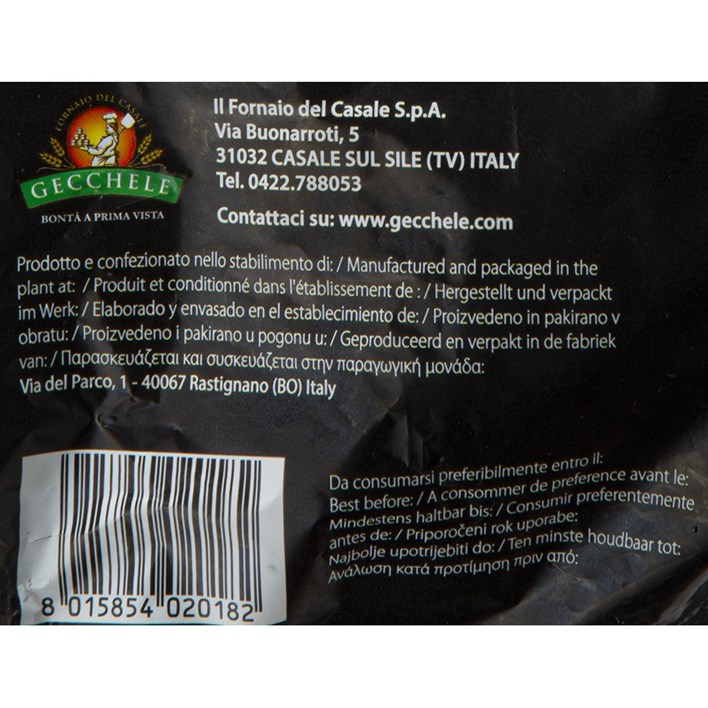 FORNAIO DEL CASALE
GECCHELE
BONTÀ A PRIMA VISTA
Il Fornaio del Casale S.p.A.
Via Buonarroti, 5
31032 CASALE SUL SILE (TV) ITALY
Tel. 0422.788053
Contattaci su: www.gecchele.com
Prodotto e confezionato nello stabilimento di: / Manufactured and packaged in the
plant at: / Produit et conditionné dans l'établissement de : / Hergestellt und verpackt
im Werk: / Elaborado y envasado en el establecimiento de: / Proizvedeno in pakirano v
obratu: / Proizvedeno i pakirano u pogonu u: / Geproduceerd en verpakt in de fabriek
van: / Παρασκευάζεται και συσκευάζεται στην παραγωγική μονάδα:
Via del Parco, 1 - 40067 Rastignano (BO) Italy
Da consumarsi preferibilmente entro il:
Best before: / A consommer de preference avant le:
Mindestens haltbar bis: / Consumir preferentemente
antes de: / Priporočeni rok uporabe:
Najbolje upotrijebiti do: / Ten minste houdbaar tot:
Ανάλωση κατά προτίμηση πριν από:
8 015854 020182